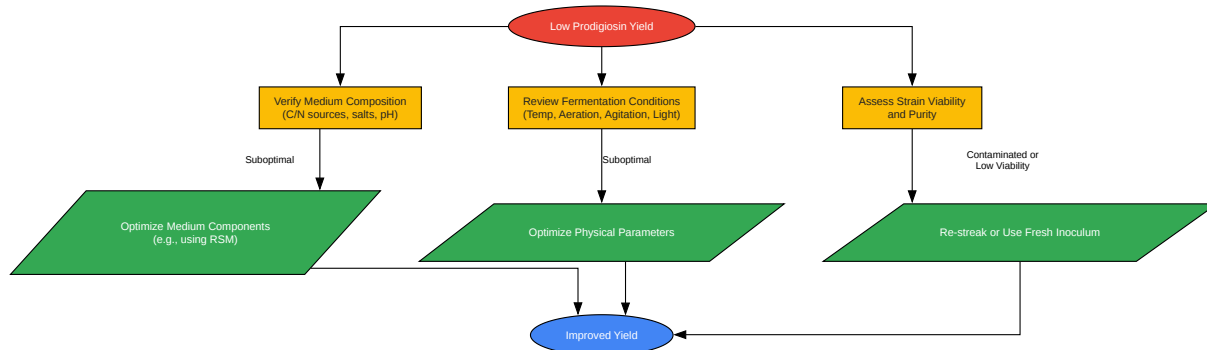 Low Prodigiosin Yield
Verify Medium Composition
(C/N sources, salts, pH)
Review Fermentation Conditions
(Temp, Aeration, Agitation, Light)
Assess Strain Viability
and Purity
Suboptimal
Suboptimal
Contaminated or
Low Viability
Optimize Medium Components
(e.g., using RSM)
Optimize Physical Parameters
Re-streak or Use Fresh Inoculum
Improved Yield